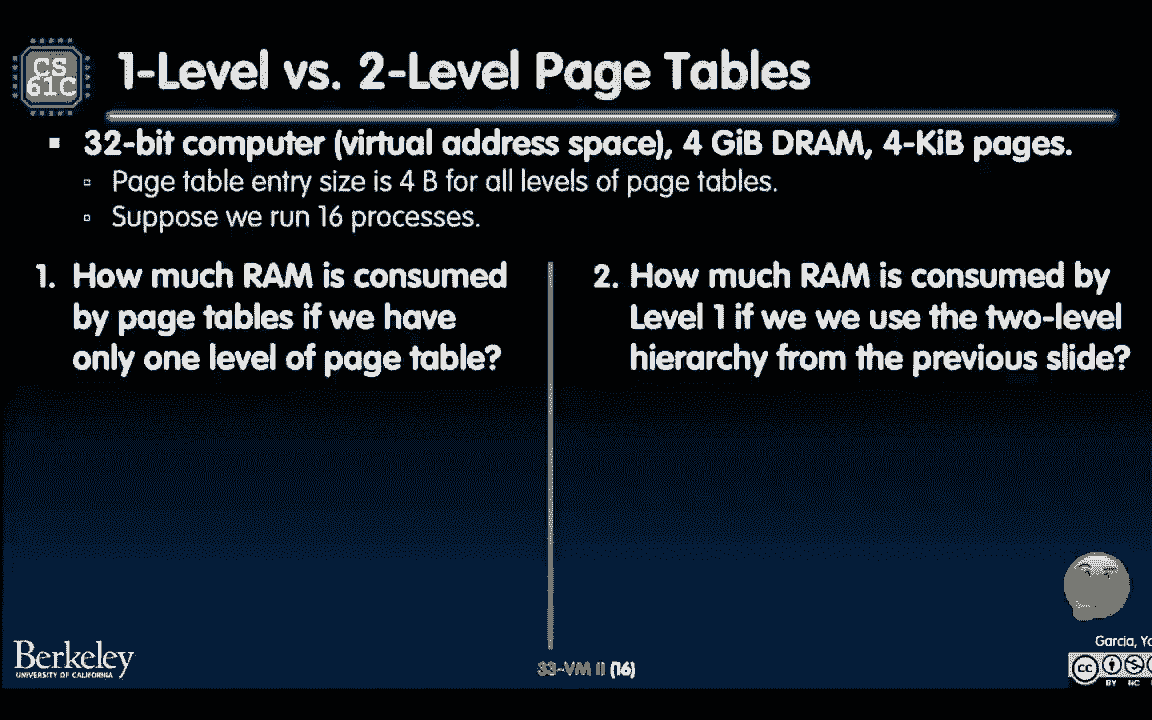 CS
61C
1-Level vs. 2-Level Page Tables
32-bit computer (virtual address space), 4 GiB DRAM, 4-KiB pages.
Page table entry size is 4 B for all levels of page tables.
Suppose we run 16 processes.
1. How much RAM is consumed
by page tables if we have
only one level of page table?
2. How much RAM is consumed by
Level 1 if we we use the two-level
hierarchy from the previous slide?
Berkeley
UNIVERSITY OF CALIFORNIA
33-VM II (16)
Garcia, Yo
cc
BY NC